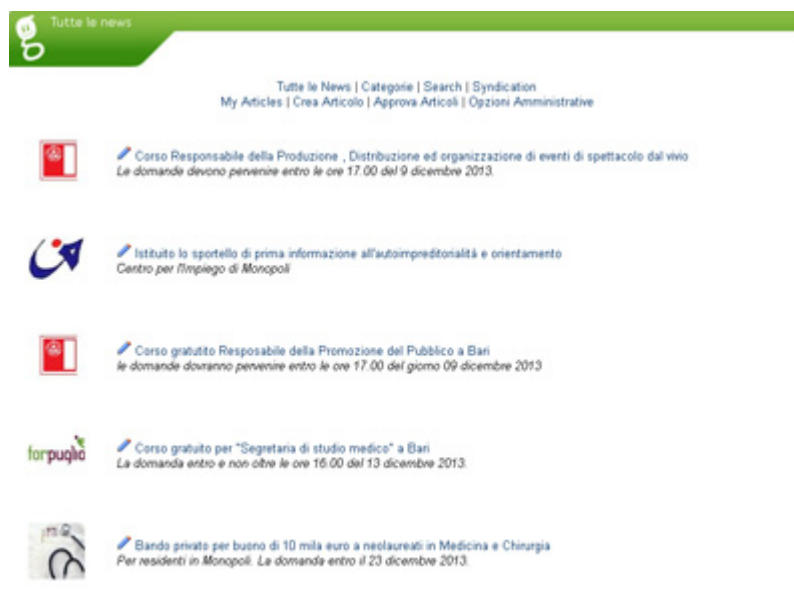 Tutte le news
Tutte le News | Categorie | Search | Syndication
My Articles | Crea Articolo | Approva Articoli | Opzioni Amministrative
Corso Responsabile della Produzione , Distribuzione ed organizzazione di eventi di spettacolo dal vivio
Le domande devono pervenire entro le ore 17.00 del 9 dicembre 2013.
Istituito lo sportello di prima informazione all'autoimpreditorialità e orientamento
Centro per l'Impiego di Monopoli
Corso gratutito Resposabile della Promozione del Pubblico a Bari
le domande dovranno pervenire entro le ore 17.00 del giorno 09 dicembre 2013
forpuglia
Corso gratuito per "Segretaria di studio medico" a Bari
La domanda entro e non oltre le ore 16.00 del 13 dicembre 2013.
Bando privato per buono di 10 mila euro a neolaureati in Medicina e Chirurgia
Per residenti in Monopoli. La domanda entro il 23 dicembre 2013.